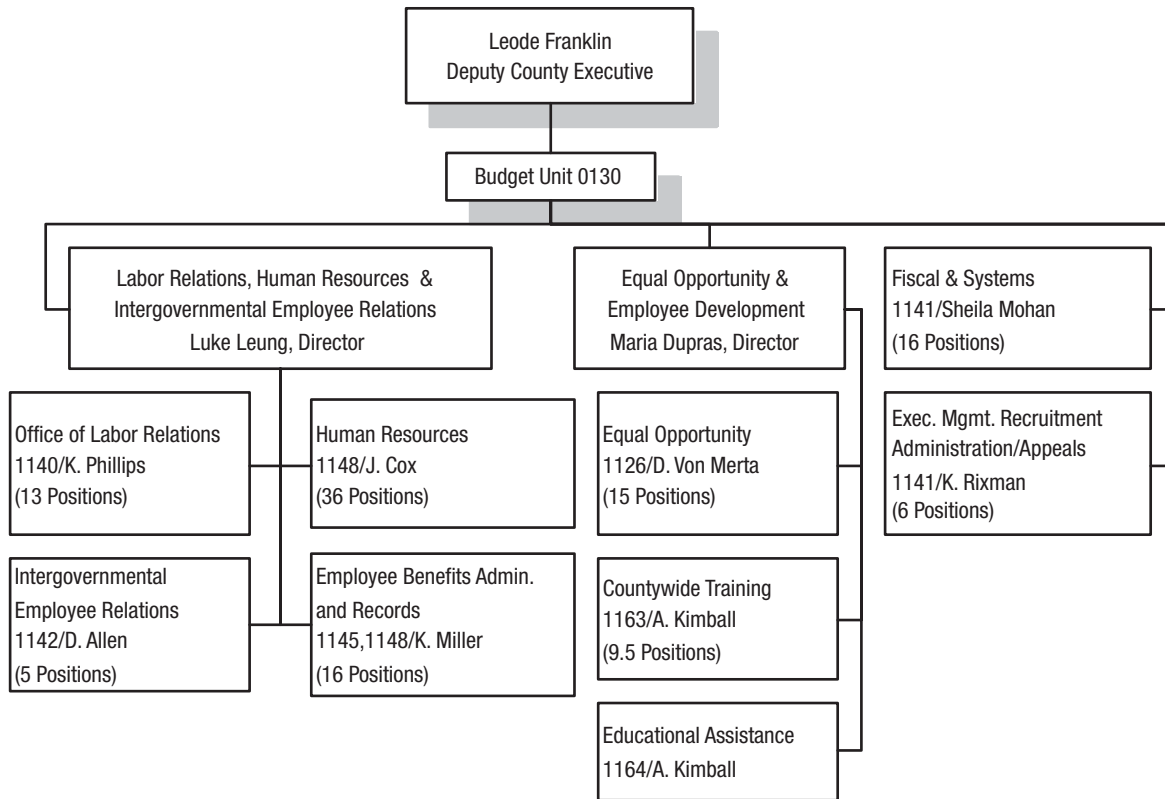 Leode Franklin
Deputy County Executive
Budget Unit 0130
Labor Relations, Human Resources &
Intergovernmental Employee Relations
Luke Leung, Director
Equal Opportunity &
Employee Development
Maria Dupras, Director
Fiscal & Systems
1141/Sheila Mohan
(16 Positions)
Office of Labor Relations
1140/K. Phillips
(13 Positions)
Human Resources
1148/J. Cox
(36 Positions)
Equal Opportunity
1126/D. Von Merta
(15 Positions)
Exec. Mgmt. Recruitment
Administration/Appeals
1141/K. Rixman
(6 Positions)
Intergovernmental
Employee Relations
1142/D. Allen
(5 Positions)
Employee Benefits Admin.
and Records
1145,1148/K. Miller
(16 Positions)
Countywide Training
1163/A. Kimball
(9.5 Positions)
Educational Assistance
1164/A. Kimball